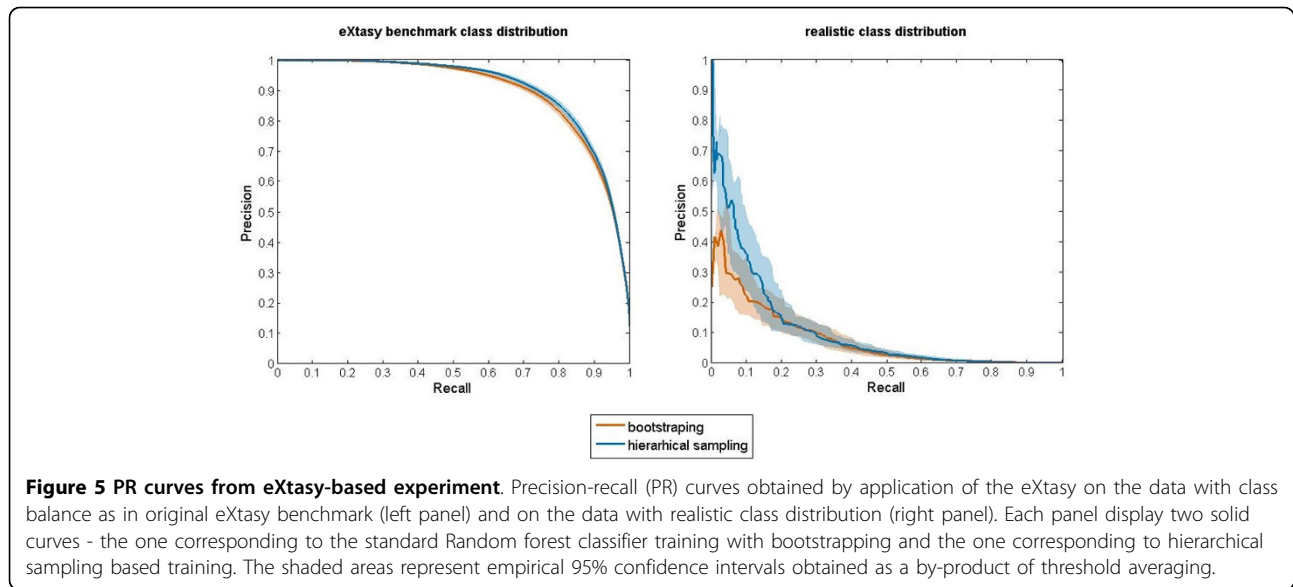 eXtasy benchmark class distribution
1
0.9
0.8
0.7
0.6
0.5
0.4
0.3
0.2
0.1
0
Precision
0 0.1 0.2 0.3 0.4 0.5 0.6 0.7 0.8 0.9 1
Recall
realistic class distribution
1
0.9
0.8
0.7
0.6
0.5
0.4
0.3
0.2
0.1
0
Precision
0 0.1 0.2 0.3 0.4 0.5 0.6 0.7 0.8 0.9 1
Recall
bootstraping
hierarhical sampling
Figure 5 PR curves from eXtasy-based experiment. Precision-recall (PR) curves obtained by application of the eXtasy on the data with class
balance as in original eXtasy benchmark (left panel) and on the data with realistic class distribution (right panel). Each panel display two solid
curves - the one corresponding to the standard Random forest classifier training with bootstrapping and the one corresponding to hierarchical
sampling based training. The shaded areas represent empirical 95% confidence intervals obtained as a by-product of threshold averaging.